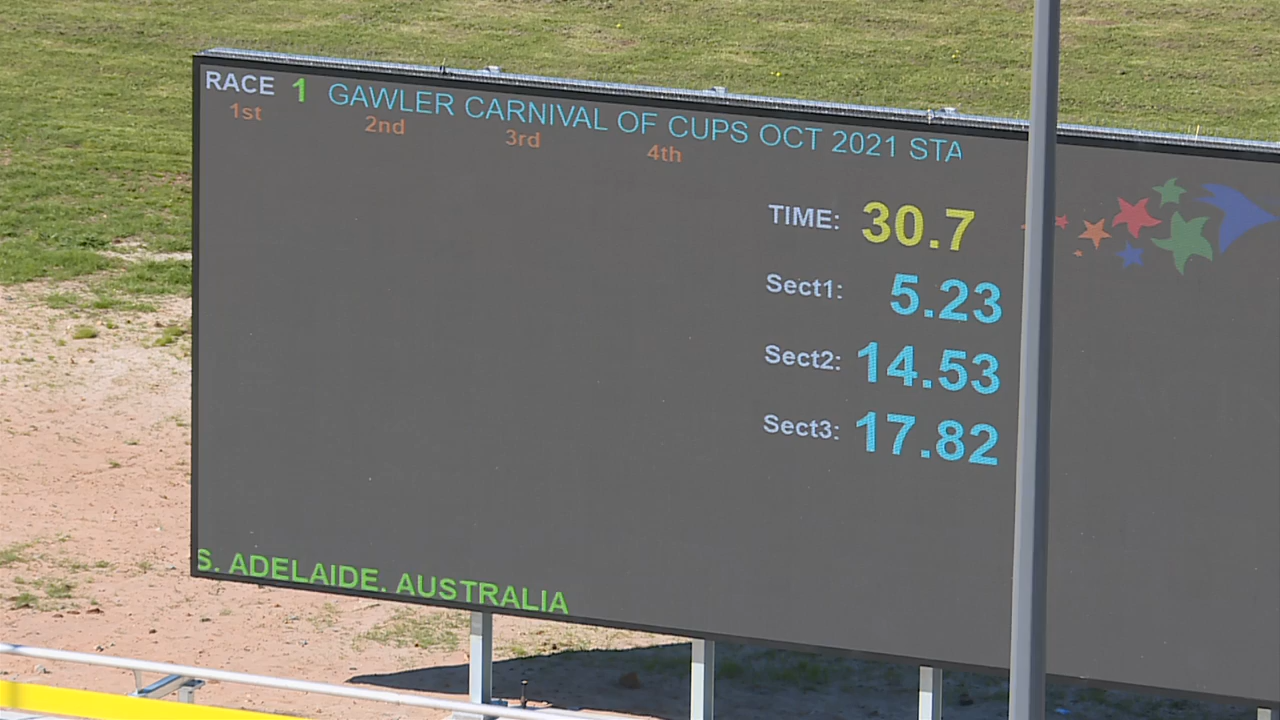 RACE 1 GAWLER CARNIVAL OF CUPS OCT 2021 STA
1st 2nd 3rd 4th
TIME: 30.7
Sect1: 5.23
Sect2: 14.53
Sect3: 17.82
S. ADELAIDE. AUSTRALIA